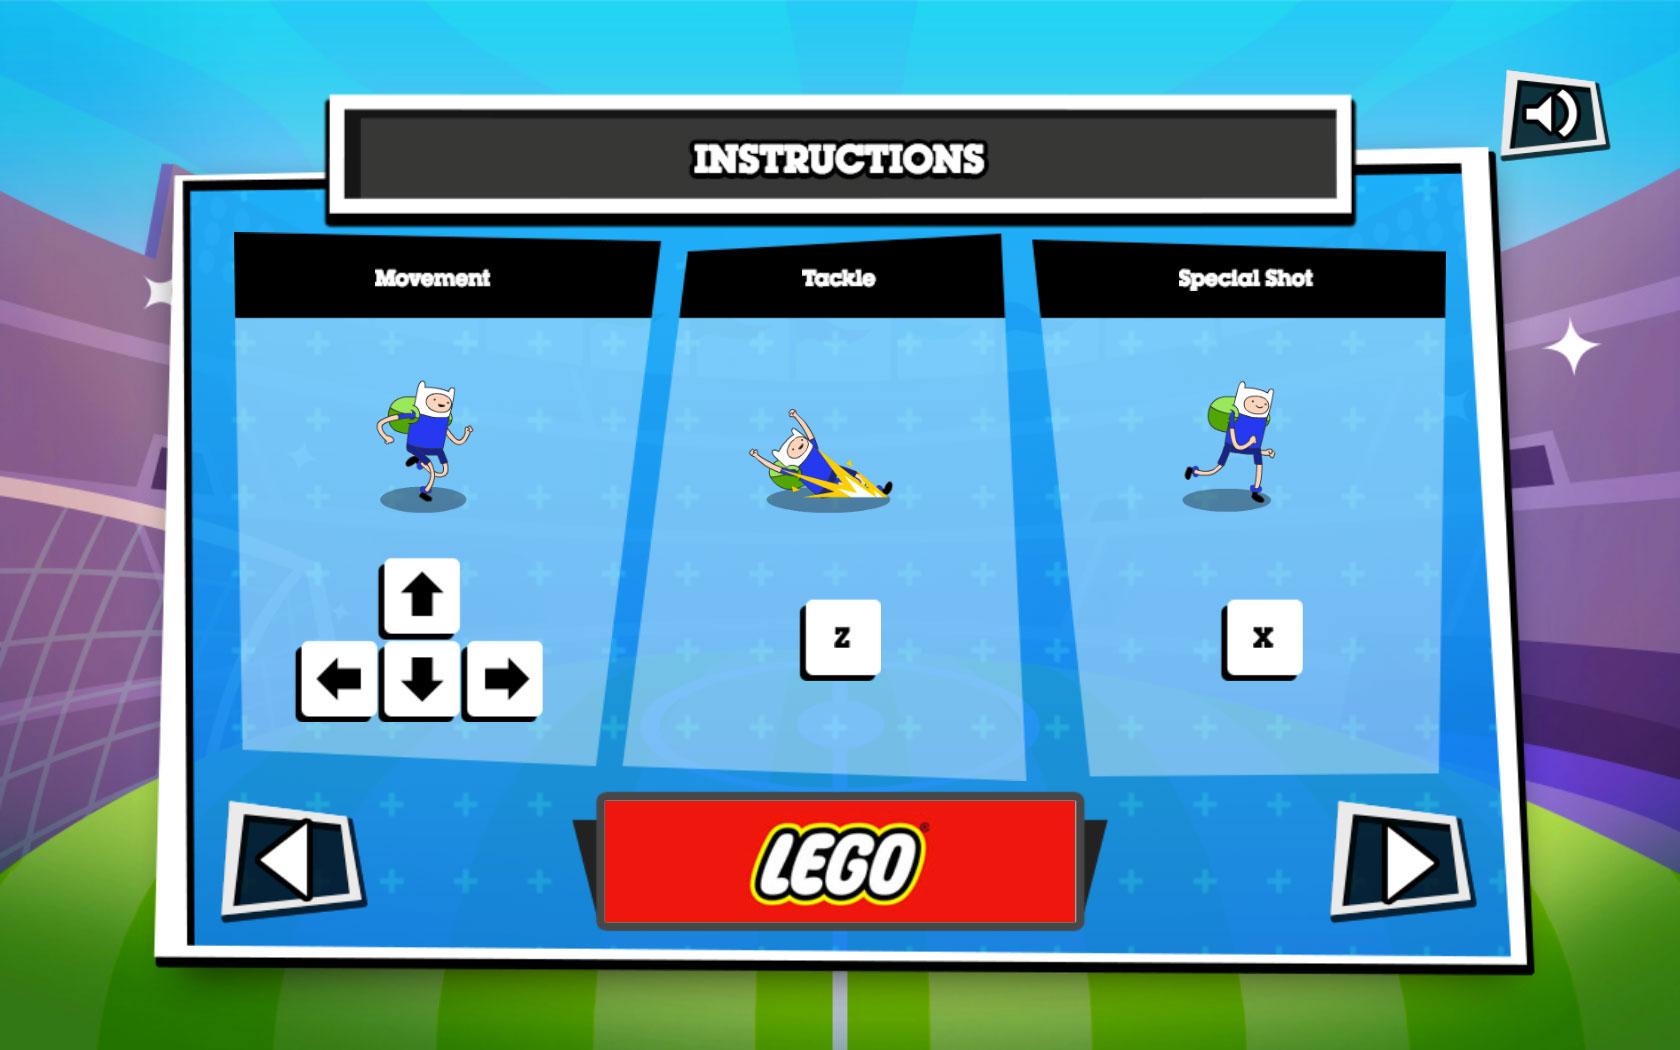 INSTRUCTIONS
Movement
Tackle
Special Shot
z
x
LEGO®